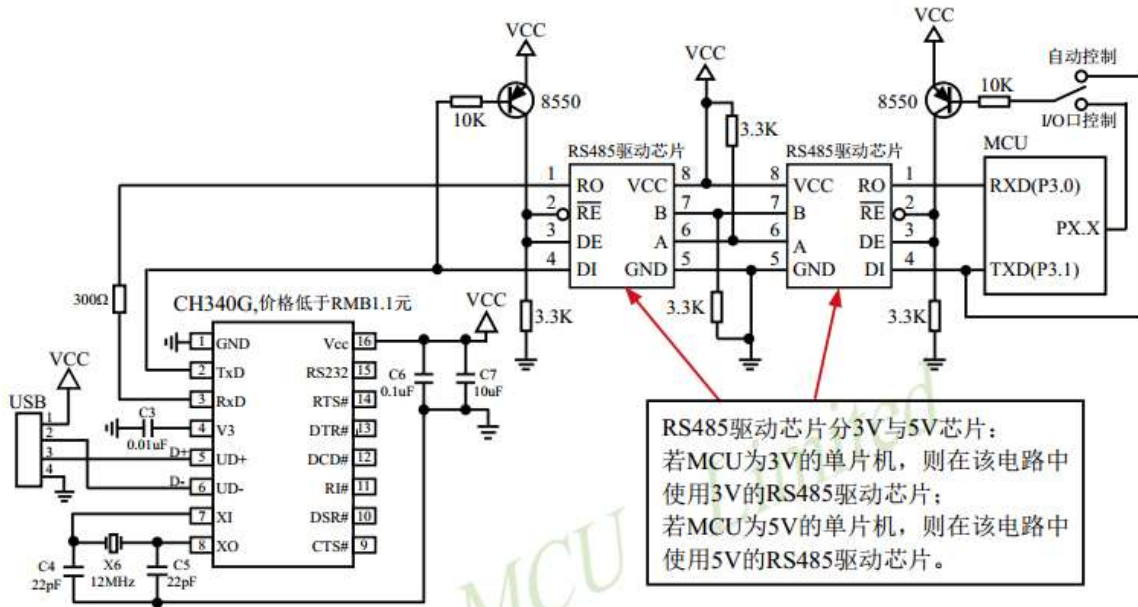 VCC
VCC
VCC
自动控制
8550
10K
8550
10K
I/O口控制
3.3K
MCU
RS485驱动芯片
RS485驱动芯片
1 RO VCC 8 8 VCC RO 1 RXD(P3.0)
2 RE B 7 7 B RE 2 PX.X
3 DE A 6 6 A DE 3
4 DI GND 5 5 GND DI 4 TXD(P3.1)
300Ω
CH340G,价格低于RMB1.1元
VCC
3.3K
3.3K
3.3K
1 GND Vcc 16
2 TxD RS232 15
3 RxD RTS# 14
4 V3 DTR# 13
5 UD+ DCD# 12
6 UD- RI# 11
7 XI DSR# 10
8 XO CTS# 9
C6
0.1uF
C7
10uF
VCC
USB
1
2
3
4
C3
0.01uF
D+
D-
C4
22pF
X6
12MHz
C5
22pF
RS485驱动芯片分3V与5V芯片;
若MCU为3V的单片机,则在该电路中
使用3V的RS485驱动芯片;
若MCU为5V的单片机,则在该电路中
使用5V的RS485驱动芯片。
MCU Limited